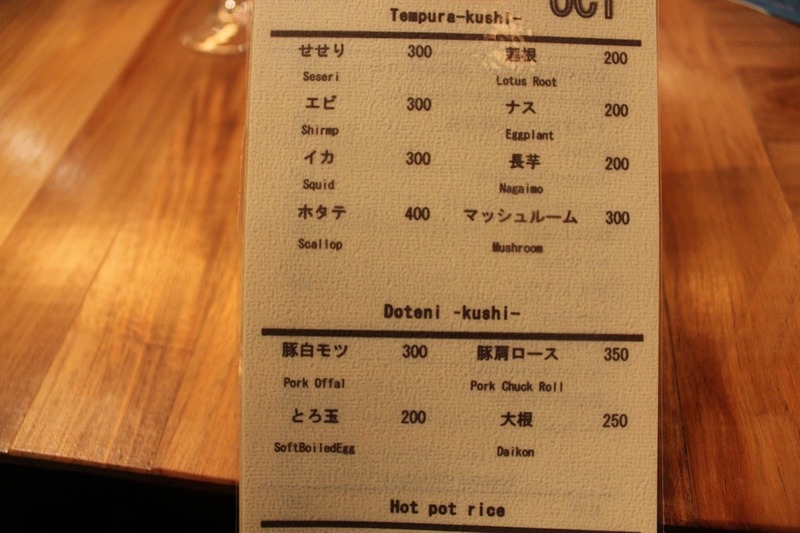 OCT
Tempura-kushi-
せせり 300 蓮根 200
Seseri Lotus Root
エビ 300 ナス 200
Shirmp Eggplant
イカ 300 長芋 200
Squid Nagaimo
ホタテ 400 マッシュルーム 300
Scallop Mushroom
Doteni -kushi-
豚白モツ 300 豚肩ロース 350
Pork Offal Pork Chuck Roll
とろ玉 200 大根 250
SoftBoiledEgg Daikon
Hot pot rice